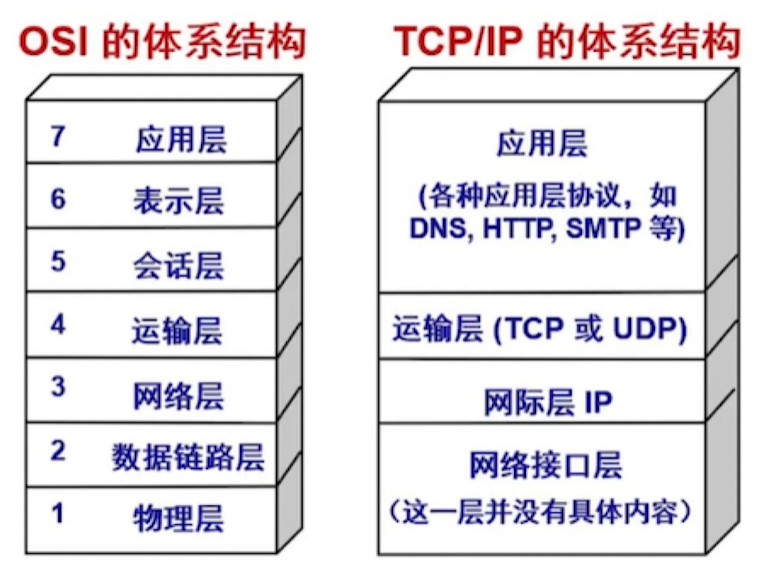 OSI 的体系结构
7 应用层
6 表示层
5 会话层
4 运输层
3 网络层
2 数据链路层
1 物理层
TCP/IP 的体系结构
应用层
(各种应用层协议，如
DNS, HTTP, SMTP 等)
运输层 (TCP 或 UDP)
网际层 IP
网络接口层
（这一层并没有具体内容）